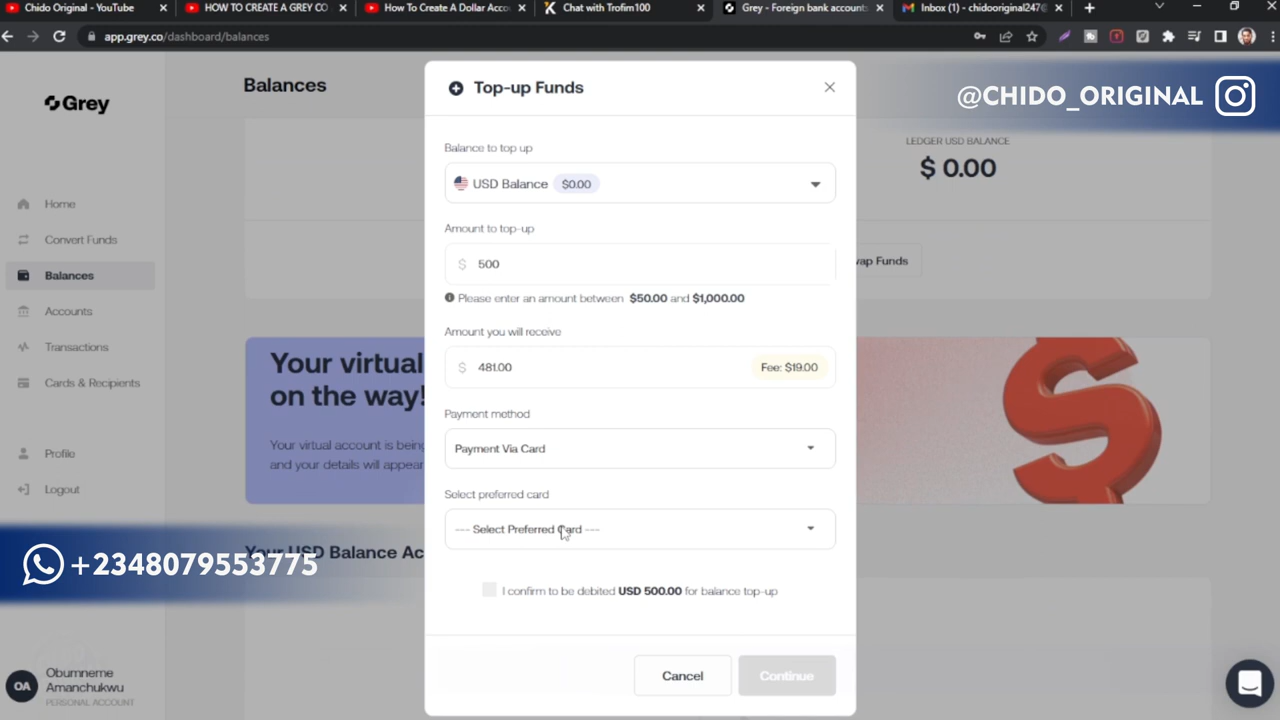 Chido Original - YouTube
HOW TO CREATE A GREY CO
How To Create A Dollar Acco
Chat with Trofim100
Grey - Foreign bank accounts
Inbox (1) - chidooriginal247@
app.grey.co/dashboard/balances
Grey
Balances
Top-up Funds
@CHIDO_ORIGINAL
LEDGER USD BALANCE
$ 0.00
Balance to top up
USD Balance $0.00
Home
Convert Funds
Balances
Accounts
Transactions
Cards & Recipients
Profile
Logout
Amount to top-up
$ 500
Please enter an amount between $50.00 and $1,000.00
wap Funds
Amount you will receive
$ 481.00 Fee: $19.00
Your virtual
on the way!
Your virtual account is bein
and your details will appear
Payment method
Payment Via Card
Select preferred card
--- Select Preferred Card ---
Your USD Balance Ac
+2348079553775
I confirm to be debited USD 500.00 for balance top-up
Cancel
Continue
OA
Obumneme
Amanchukwu
PERSONAL ACCOUNT